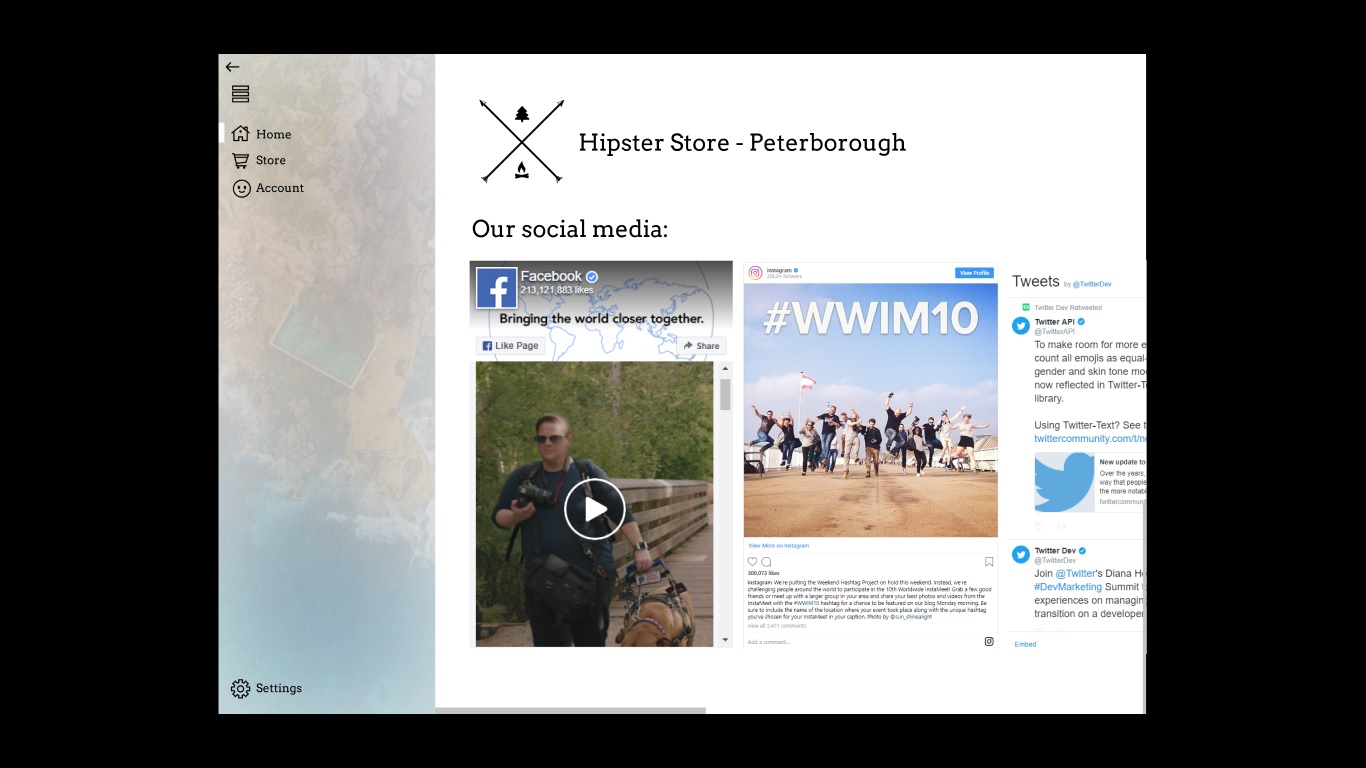 Home
Store
Account
Settings
Hipster Store - Peterborough
Our social media:
Facebook
213,121,883 likes
Bringing the world closer together.
Like Page
Share
Instagram
followers
View Profile
#WWIM10
View More on Instagram
300,073 likes
Instagram We're putting the Weekend Hashtag Project on hold this weekend. Instead, we're
challenging people around the world to participate in the 10th Worldwide InstaMeet! Grab a few good
friends or meet up with a larger group in your area and share your best photos and videos from the
InstaMeet with the #WWIM10 hashtag for a chance to be featured on our blog Monday morning. Be
sure to include the name of the location where your event took place along with the unique hashtag
you've chosen for your InstaMeet in your caption. Photo by @sun_shinealight
view all 3,471 comments
Add a comment...
Tweets by @TwitterDev
Twitter Dev Retweeted
Twitter API
@TwitterAPI
To make room for more e
count all emojis as equal
gender and skin tone mo
now reflected in Twitter-T
library.
Using Twitter-Text? See t
twittercommunity.com/t/n
New update to
Over the years,
way that people
the more notabl
twittercommuni
Twitter Dev
@TwitterDev
Join @Twitter's Diana He
#DevMarketing Summit
experiences on managin
transition on a developer
Embed